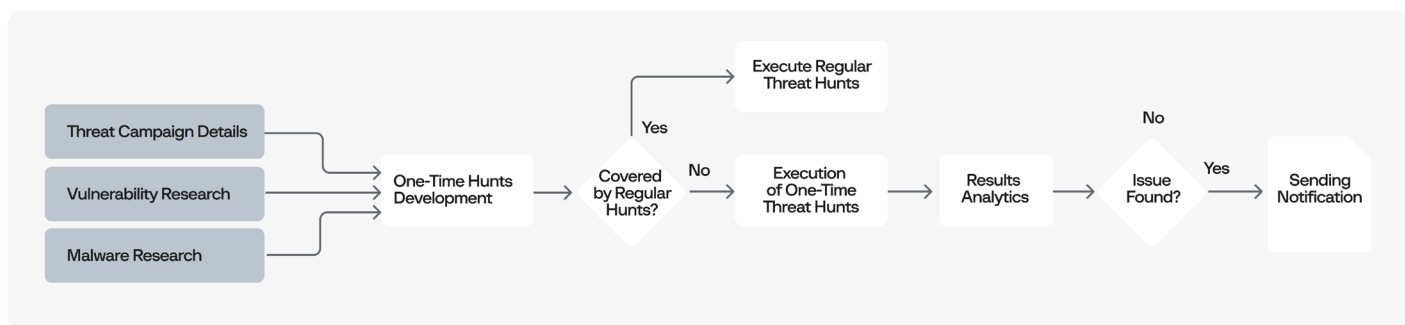 Threat Campaign Details
Vulnerability Research
Malware Research
One-Time Hunts
Development
Covered
by Regular
Hunts?
Yes
Execute Regular
Threat Hunts
No
Execution
of One-Time
Threat Hunts
Results
Analytics
Issue
Found?
No
Yes
Sending
Notification